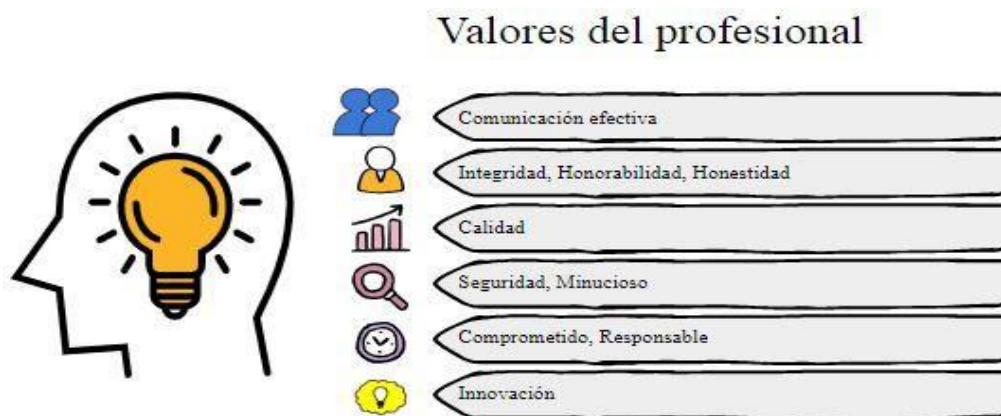 Valores del profesional
Comunicación efectiva
Integridad, Honorabilidad, Honestidad
Calidad
Seguridad, Minucioso
Comprometido, Responsable
Innovación